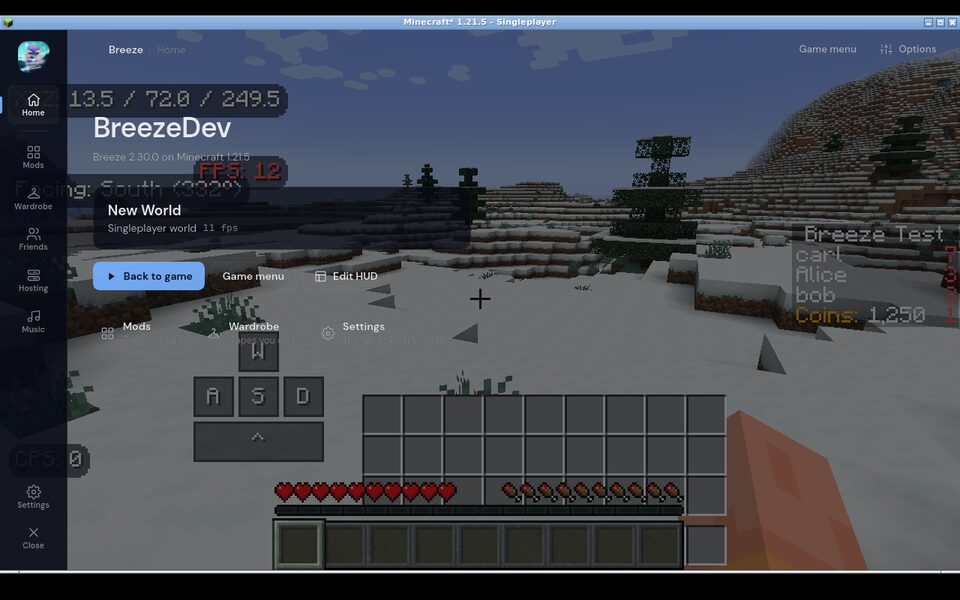 Minecraft* 1.21.5 - Singleplayer
Breeze / Home
Game menu
Options
13.5 / 72.0 / 249.5
Home
BreezeDev
Breeze 2.30.0 on Minecraft 1.21.5
FPS: 12
Mods
Facing: South (332°)
Wardrobe
New World
Singleplayer world 11 fps
Friends
Breeze Test
carl
Alice
bob
Coins: 1,250
Back to game
Game menu
Edit HUD
Hosting
Music
Mods
Wardrobe
Settings
W
A
S
D
^
CPS: 0
Settings
Close